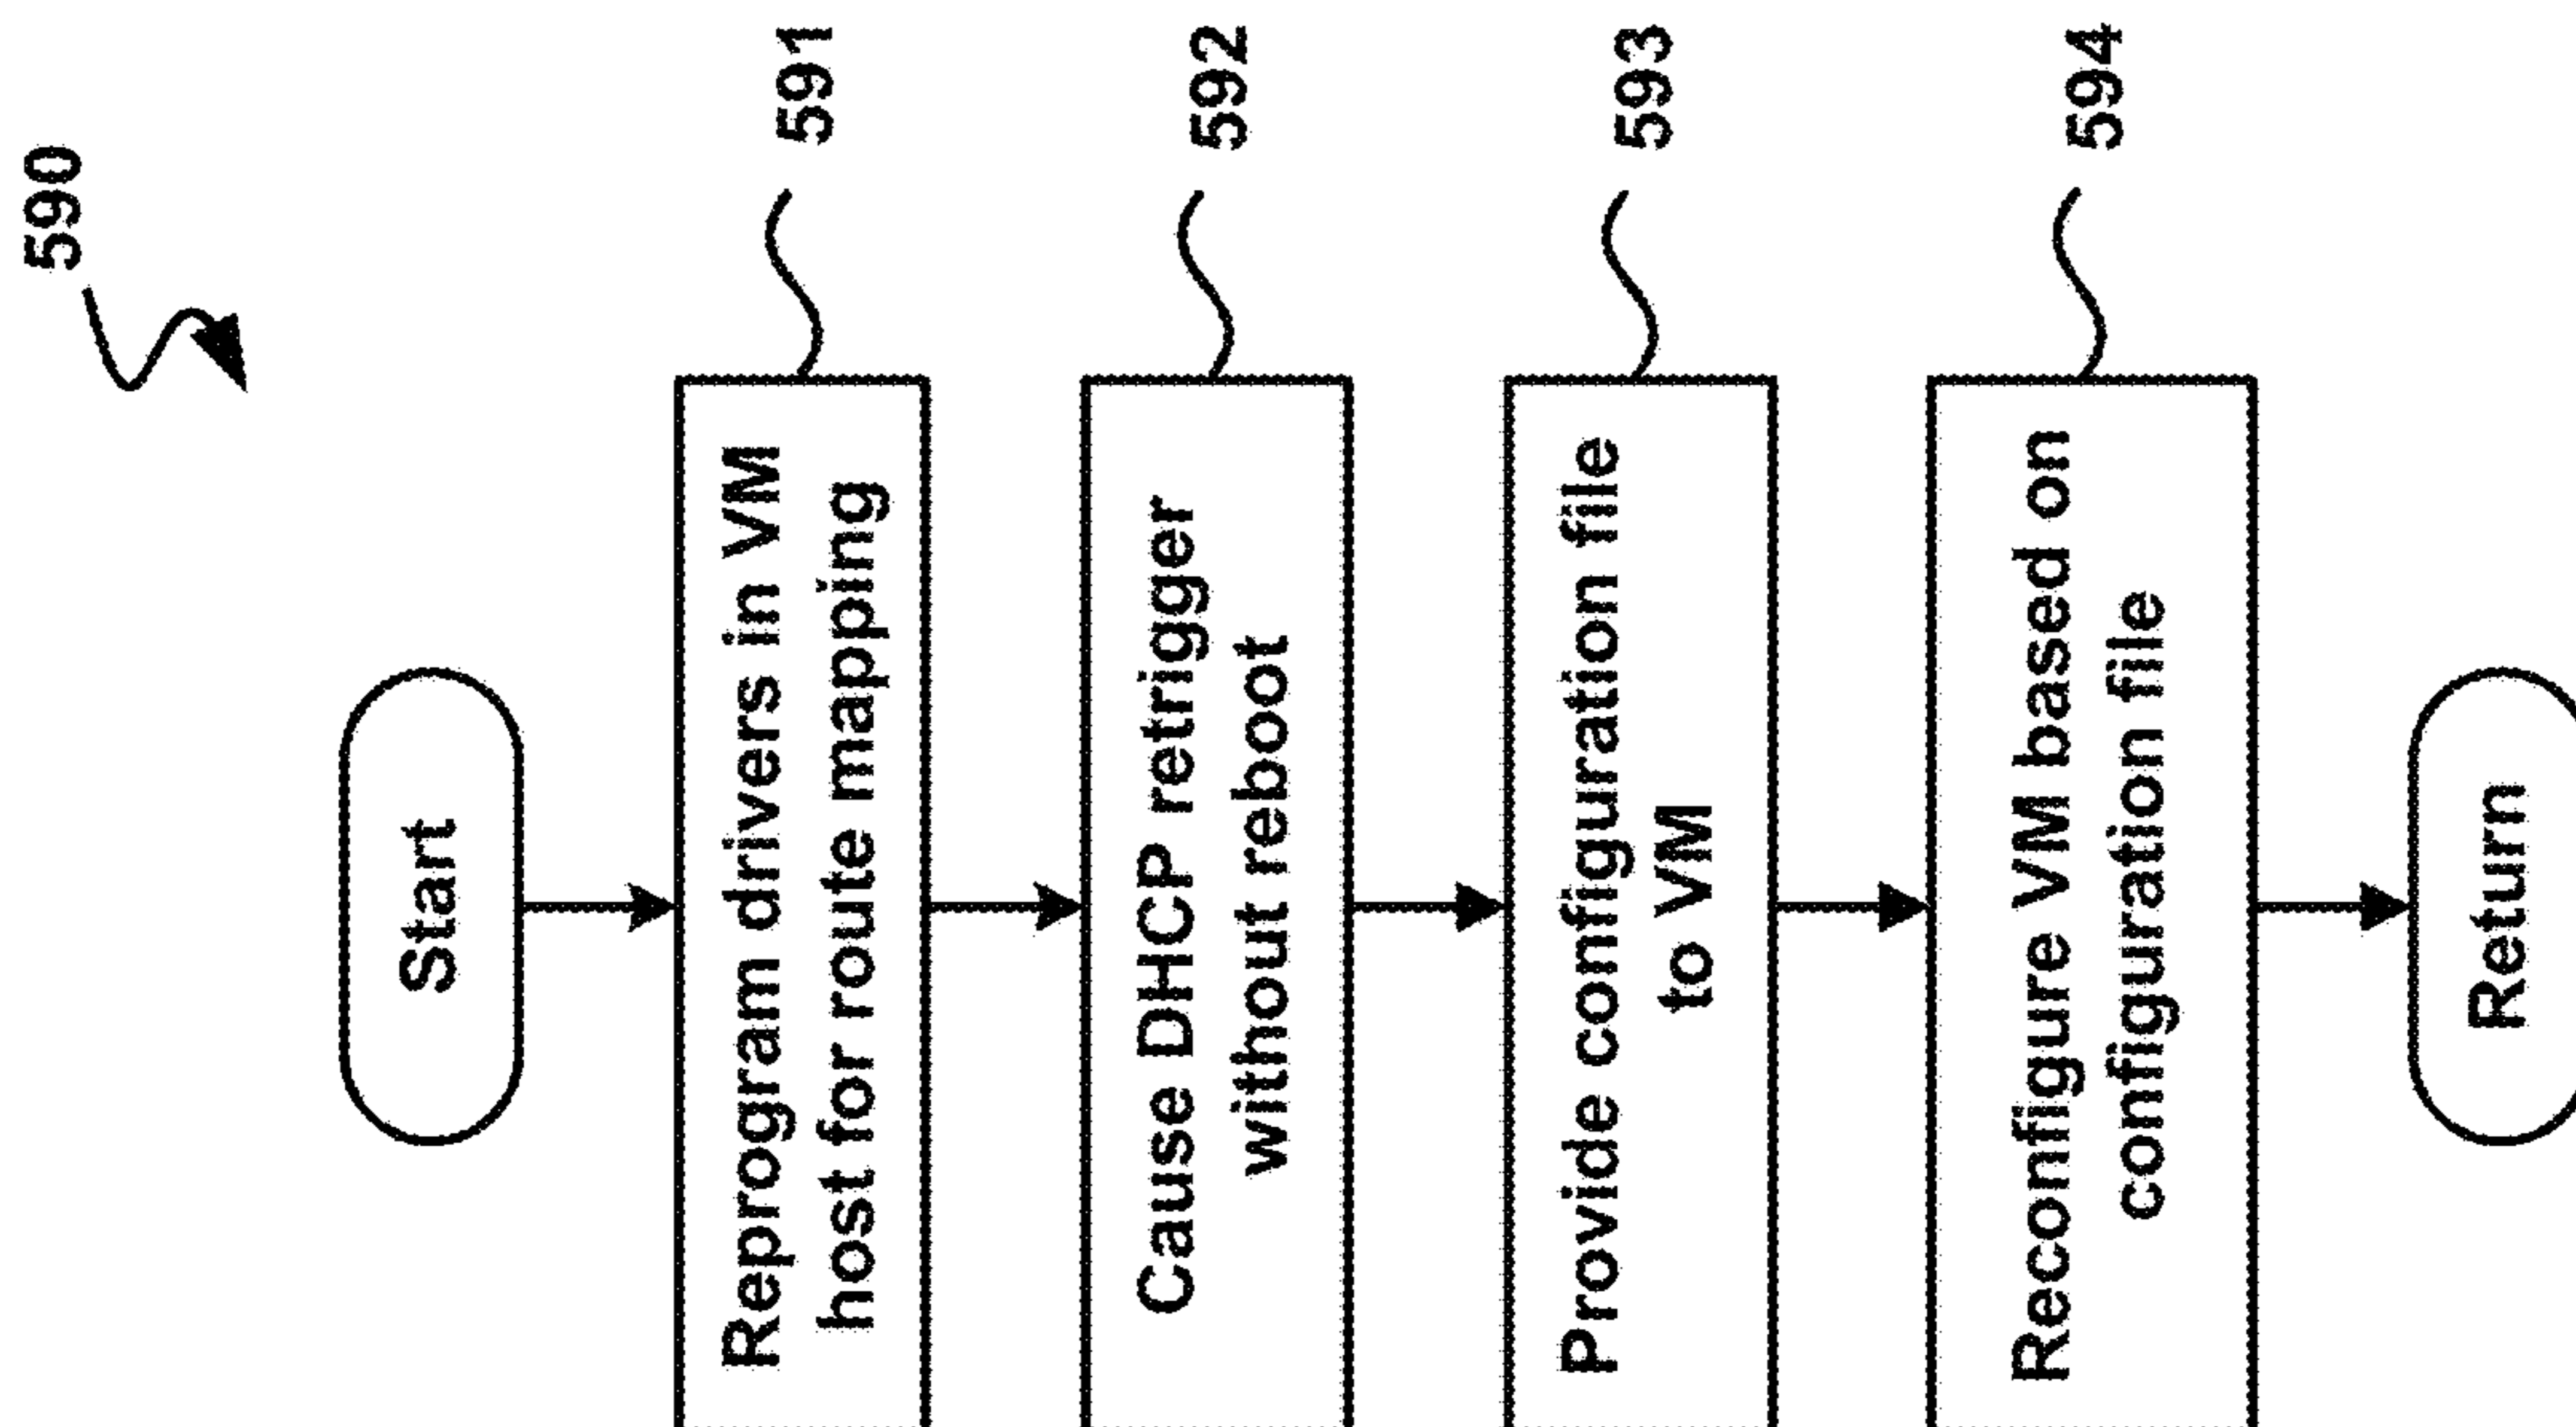 590
Start
Reprogram drivers in VM
host for route mapping
591
Cause DHCP retrigger
without reboot
592
Provide configuration file
to VM
593
Reconfigure VM based on
configuration file
594
Return